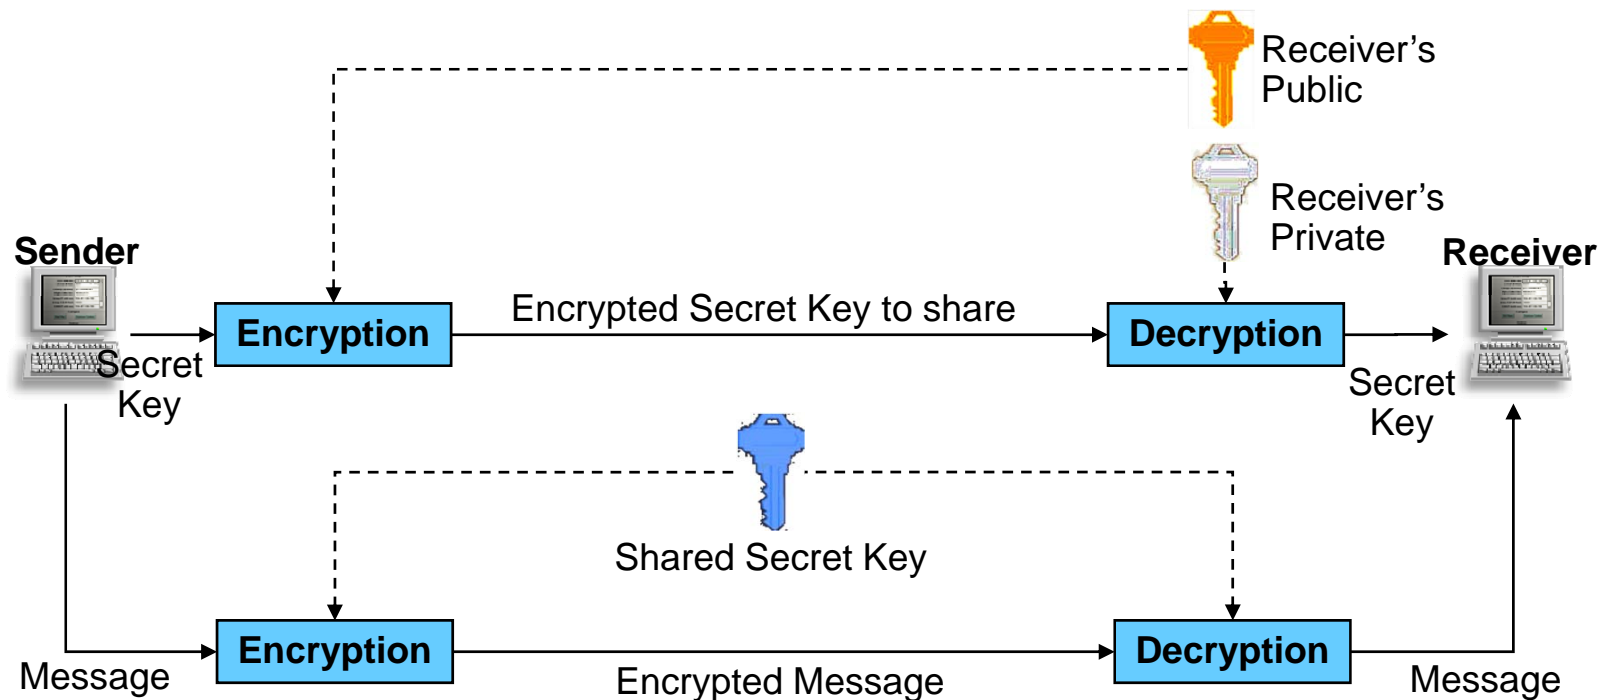 Receiver's
Public
Receiver's
Private
Sender
Receiver
Encryption
Encrypted Secret Key to share
Decryption
Secret
Key
Secret
Key
Shared Secret Key
Encryption
Decryption
Message
Encrypted Message
Message